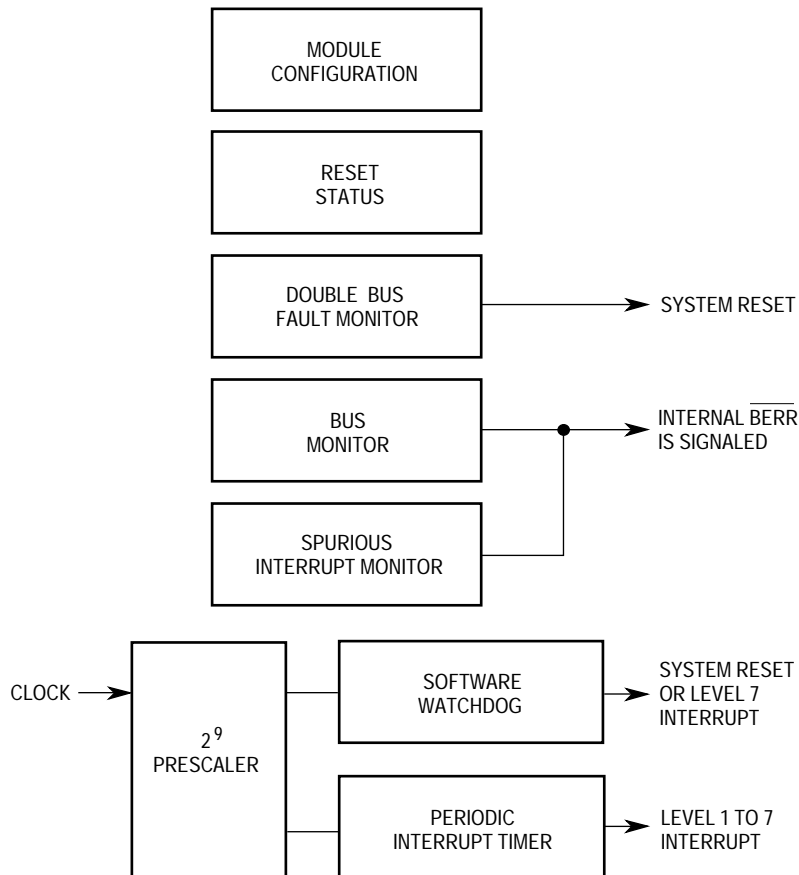 MODULE
CONFIGURATION
RESET
STATUS
DOUBLE BUS
FAULT MONITOR
SYSTEM RESET
BUS
MONITOR
INTERNAL BERR
IS SIGNALED
SPURIOUS
INTERRUPT MONITOR
CLOCK
2⁹
PRESCALER
SOFTWARE
WATCHDOG
SYSTEM RESET
OR LEVEL 7
INTERRUPT
PERIODIC
INTERRUPT TIMER
LEVEL 1 TO 7
INTERRUPT